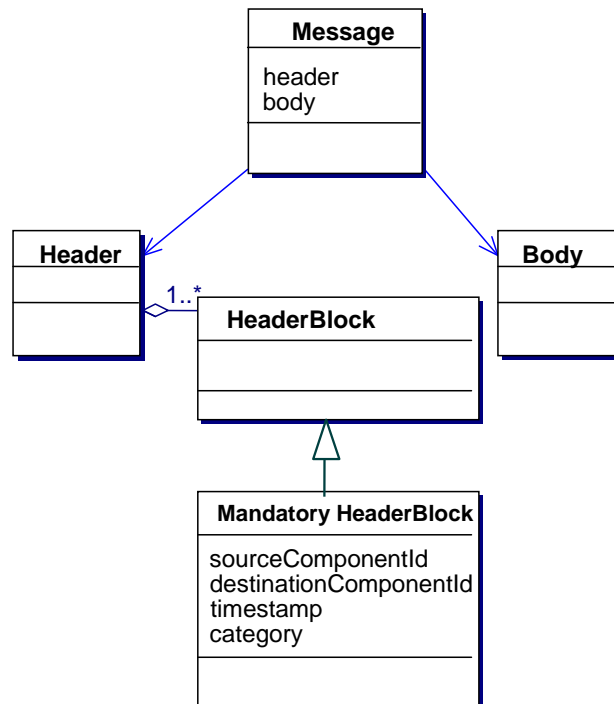 Message
header
body
Header
Body
1..*
HeaderBlock
Mandatory HeaderBlock
sourceComponentId
destinationComponentId
timestamp
category